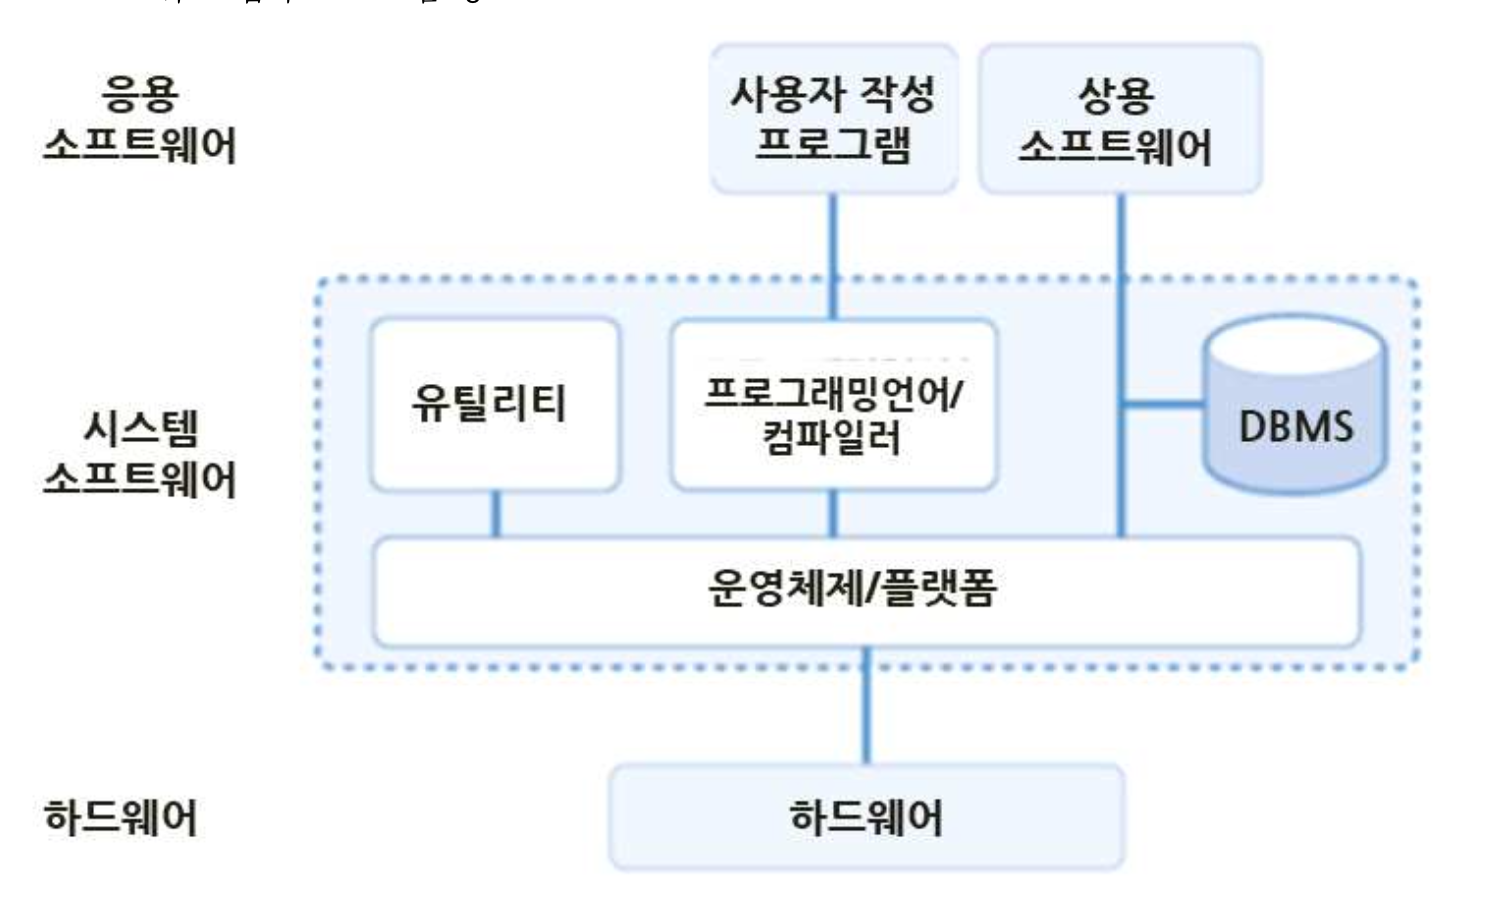 응용
소프트웨어
사용자 작성
프로그램
상용
소프트웨어
시스템
소프트웨어
유틸리티
프로그래밍언어/
컴파일러
DBMS
운영체제/플랫폼
하드웨어
하드웨어